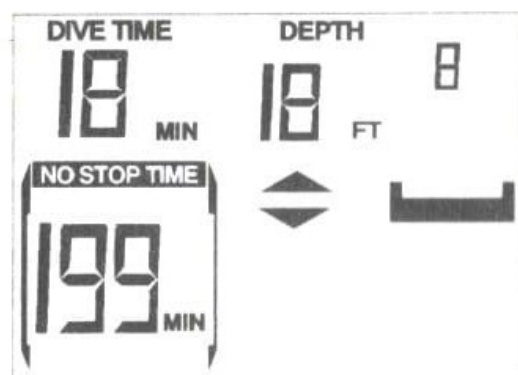 DIVE TIME DEPTH
18 MIN 18 FT 8
NO STOP TIME
199 MIN